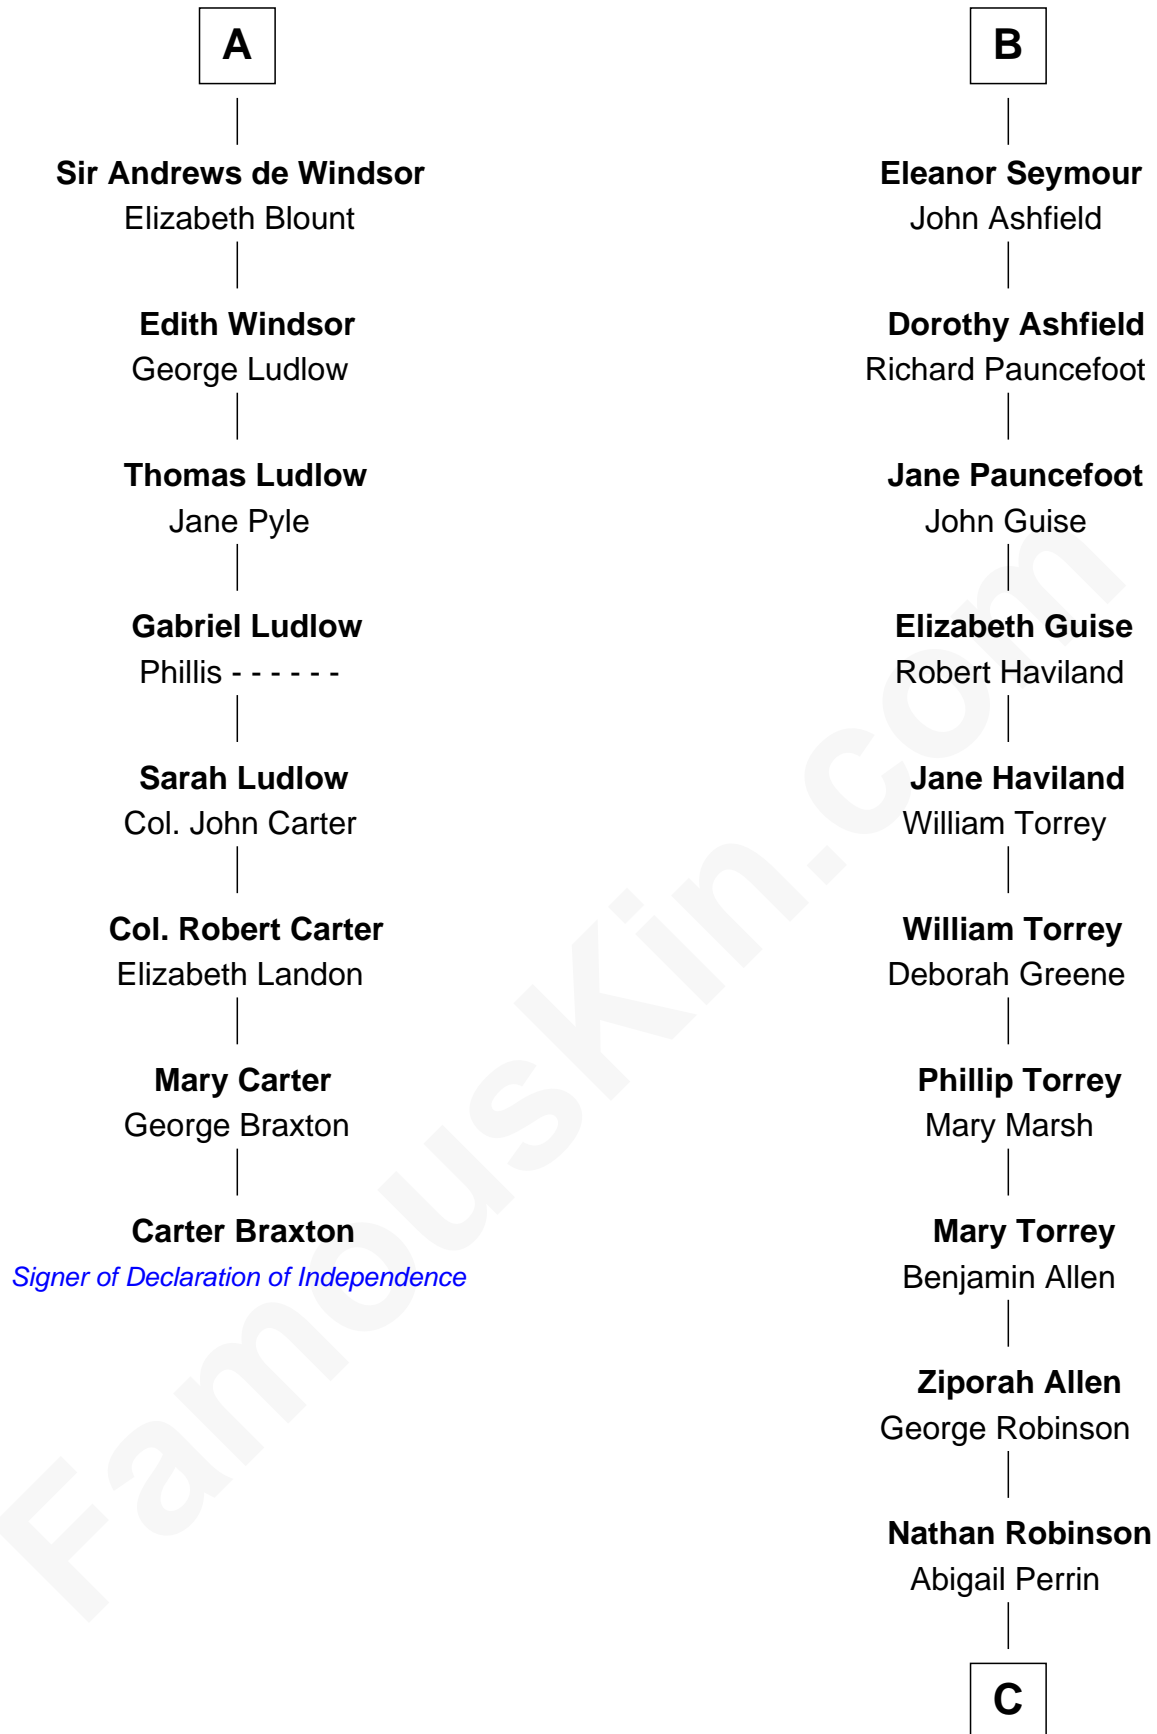 A
Sir Andrews de Windsor
Elizabeth Blount
Edith Windsor
George Ludlow
Thomas Ludlow
Jane Pyle
Gabriel Ludlow
Phillis - - - - - -
Sarah Ludlow
Col. John Carter
Col. Robert Carter
Elizabeth Landon
Mary Carter
George Braxton
Carter Braxton
Signer of Declaration of Independence
B
Eleanor Seymour
John Ashfield
Dorothy Ashfield
Richard Pauncefoot
Jane Pauncefoot
John Guise
Elizabeth Guise
Robert Haviland
Jane Haviland
William Torrey
William Torrey
Deborah Greene
Phillip Torrey
Mary Marsh
Mary Torrey
Benjamin Allen
Ziporah Allen
George Robinson
Nathan Robinson
Abigail Perrin
C
FamousKin.com